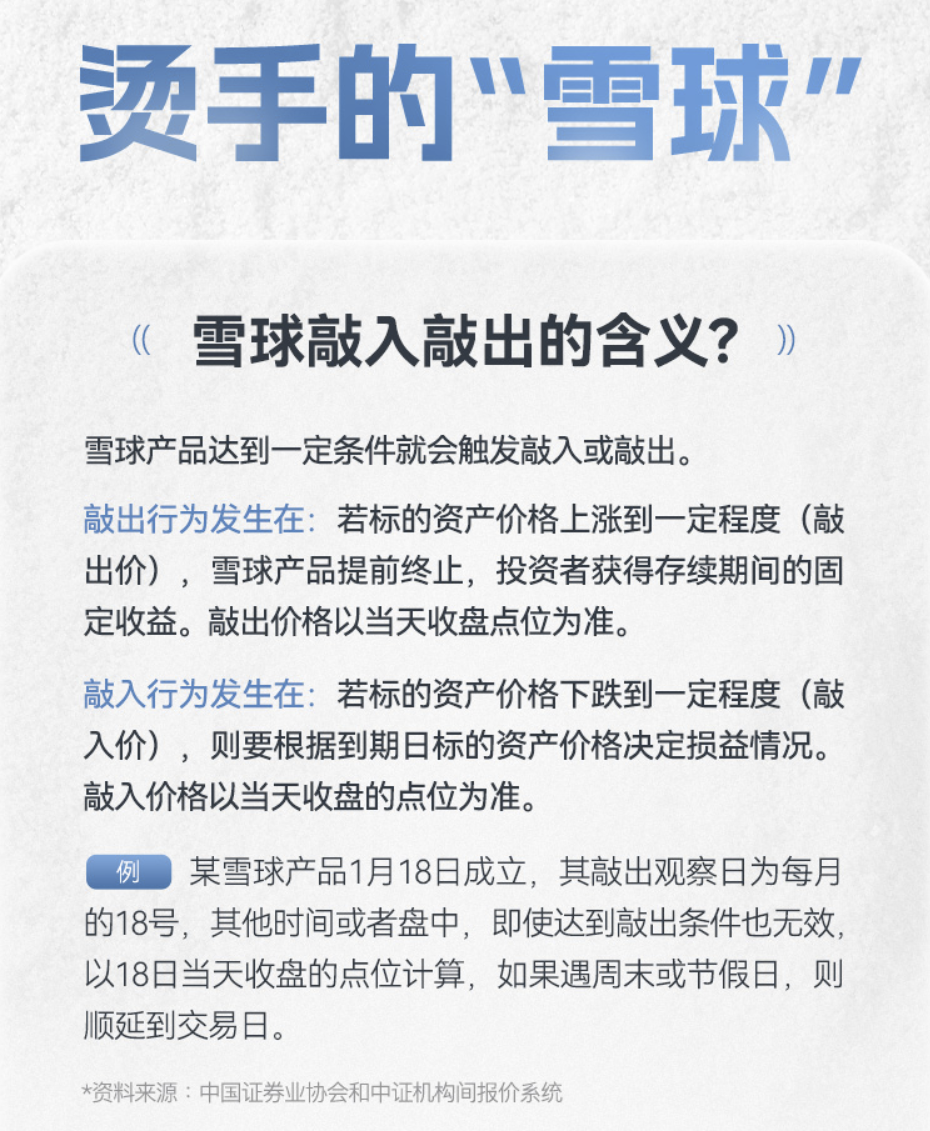 烫手的“雪球”
雪球敲入敲出的含义?
雪球产品达到一定条件就会触发敲入或敲出。
敲出行为发生在：若标的资产价格上涨到一定程度（敲
出价），雪球产品提前终止，投资者获得存续期间的固
定收益。敲出价格以当天收盘点位为准。
敲入行为发生在：若标的资产价格下跌到一定程度（敲
入价），则要根据到期日标的资产价格决定损益情况。
敲入价格以当天收盘的点位为准。
例 某雪球产品1月18日成立，其敲出观察日为每月
的18号，其他时间或者盘中，即使达到敲出条件也无效，
以18日当天收盘的点位计算，如果遇周末或节假日，则
顺延到交易日。
*资料来源：中国证券业协会和中证机构间报价系统